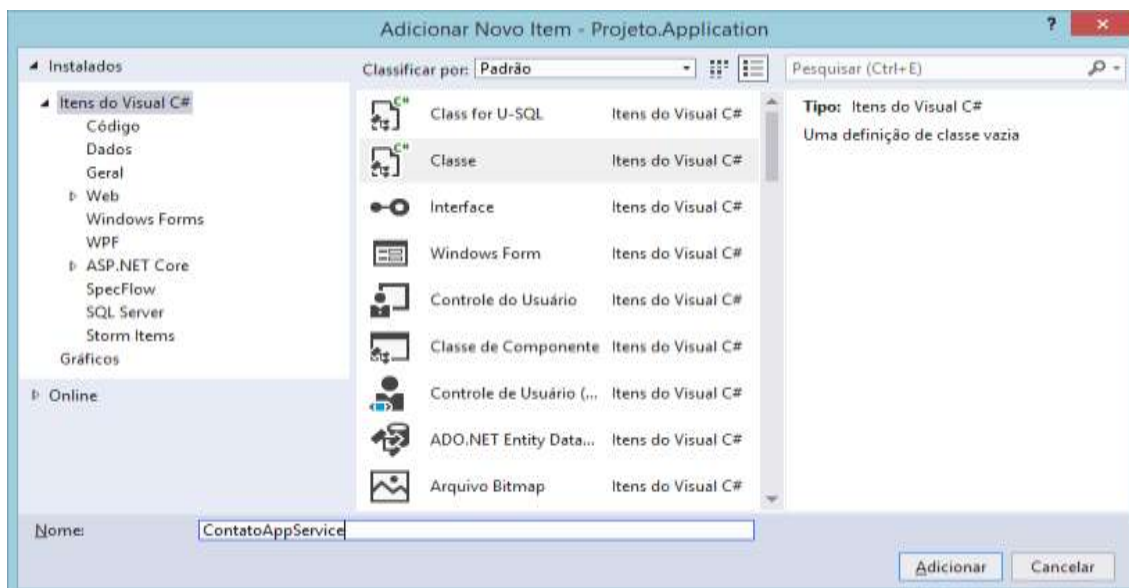 Adicionar Novo Item - Projeto.Application
?
Instalados
Classificar por: Padrão
Pesquisar (Ctrl+E)
Itens do Visual C#
Código
Dados
Geral
Web
Windows Forms
WPF
ASP.NET Core
SpecFlow
SQL Server
Storm Items
Gráficos
Online
Class for U-SQL Itens do Visual C#
Classe Itens do Visual C#
Interface Itens do Visual C#
Windows Form Itens do Visual C#
Controle do Usuário Itens do Visual C#
Classe de Componente Itens do Visual C#
Controle de Usuário (... Itens do Visual C#
ADO.NET Entity Data... Itens do Visual C#
Arquivo Bitmap Itens do Visual C#
Tipo: Itens do Visual C#
Uma definição de classe vazia
Nome: ContatoAppService
Adicionar Cancelar